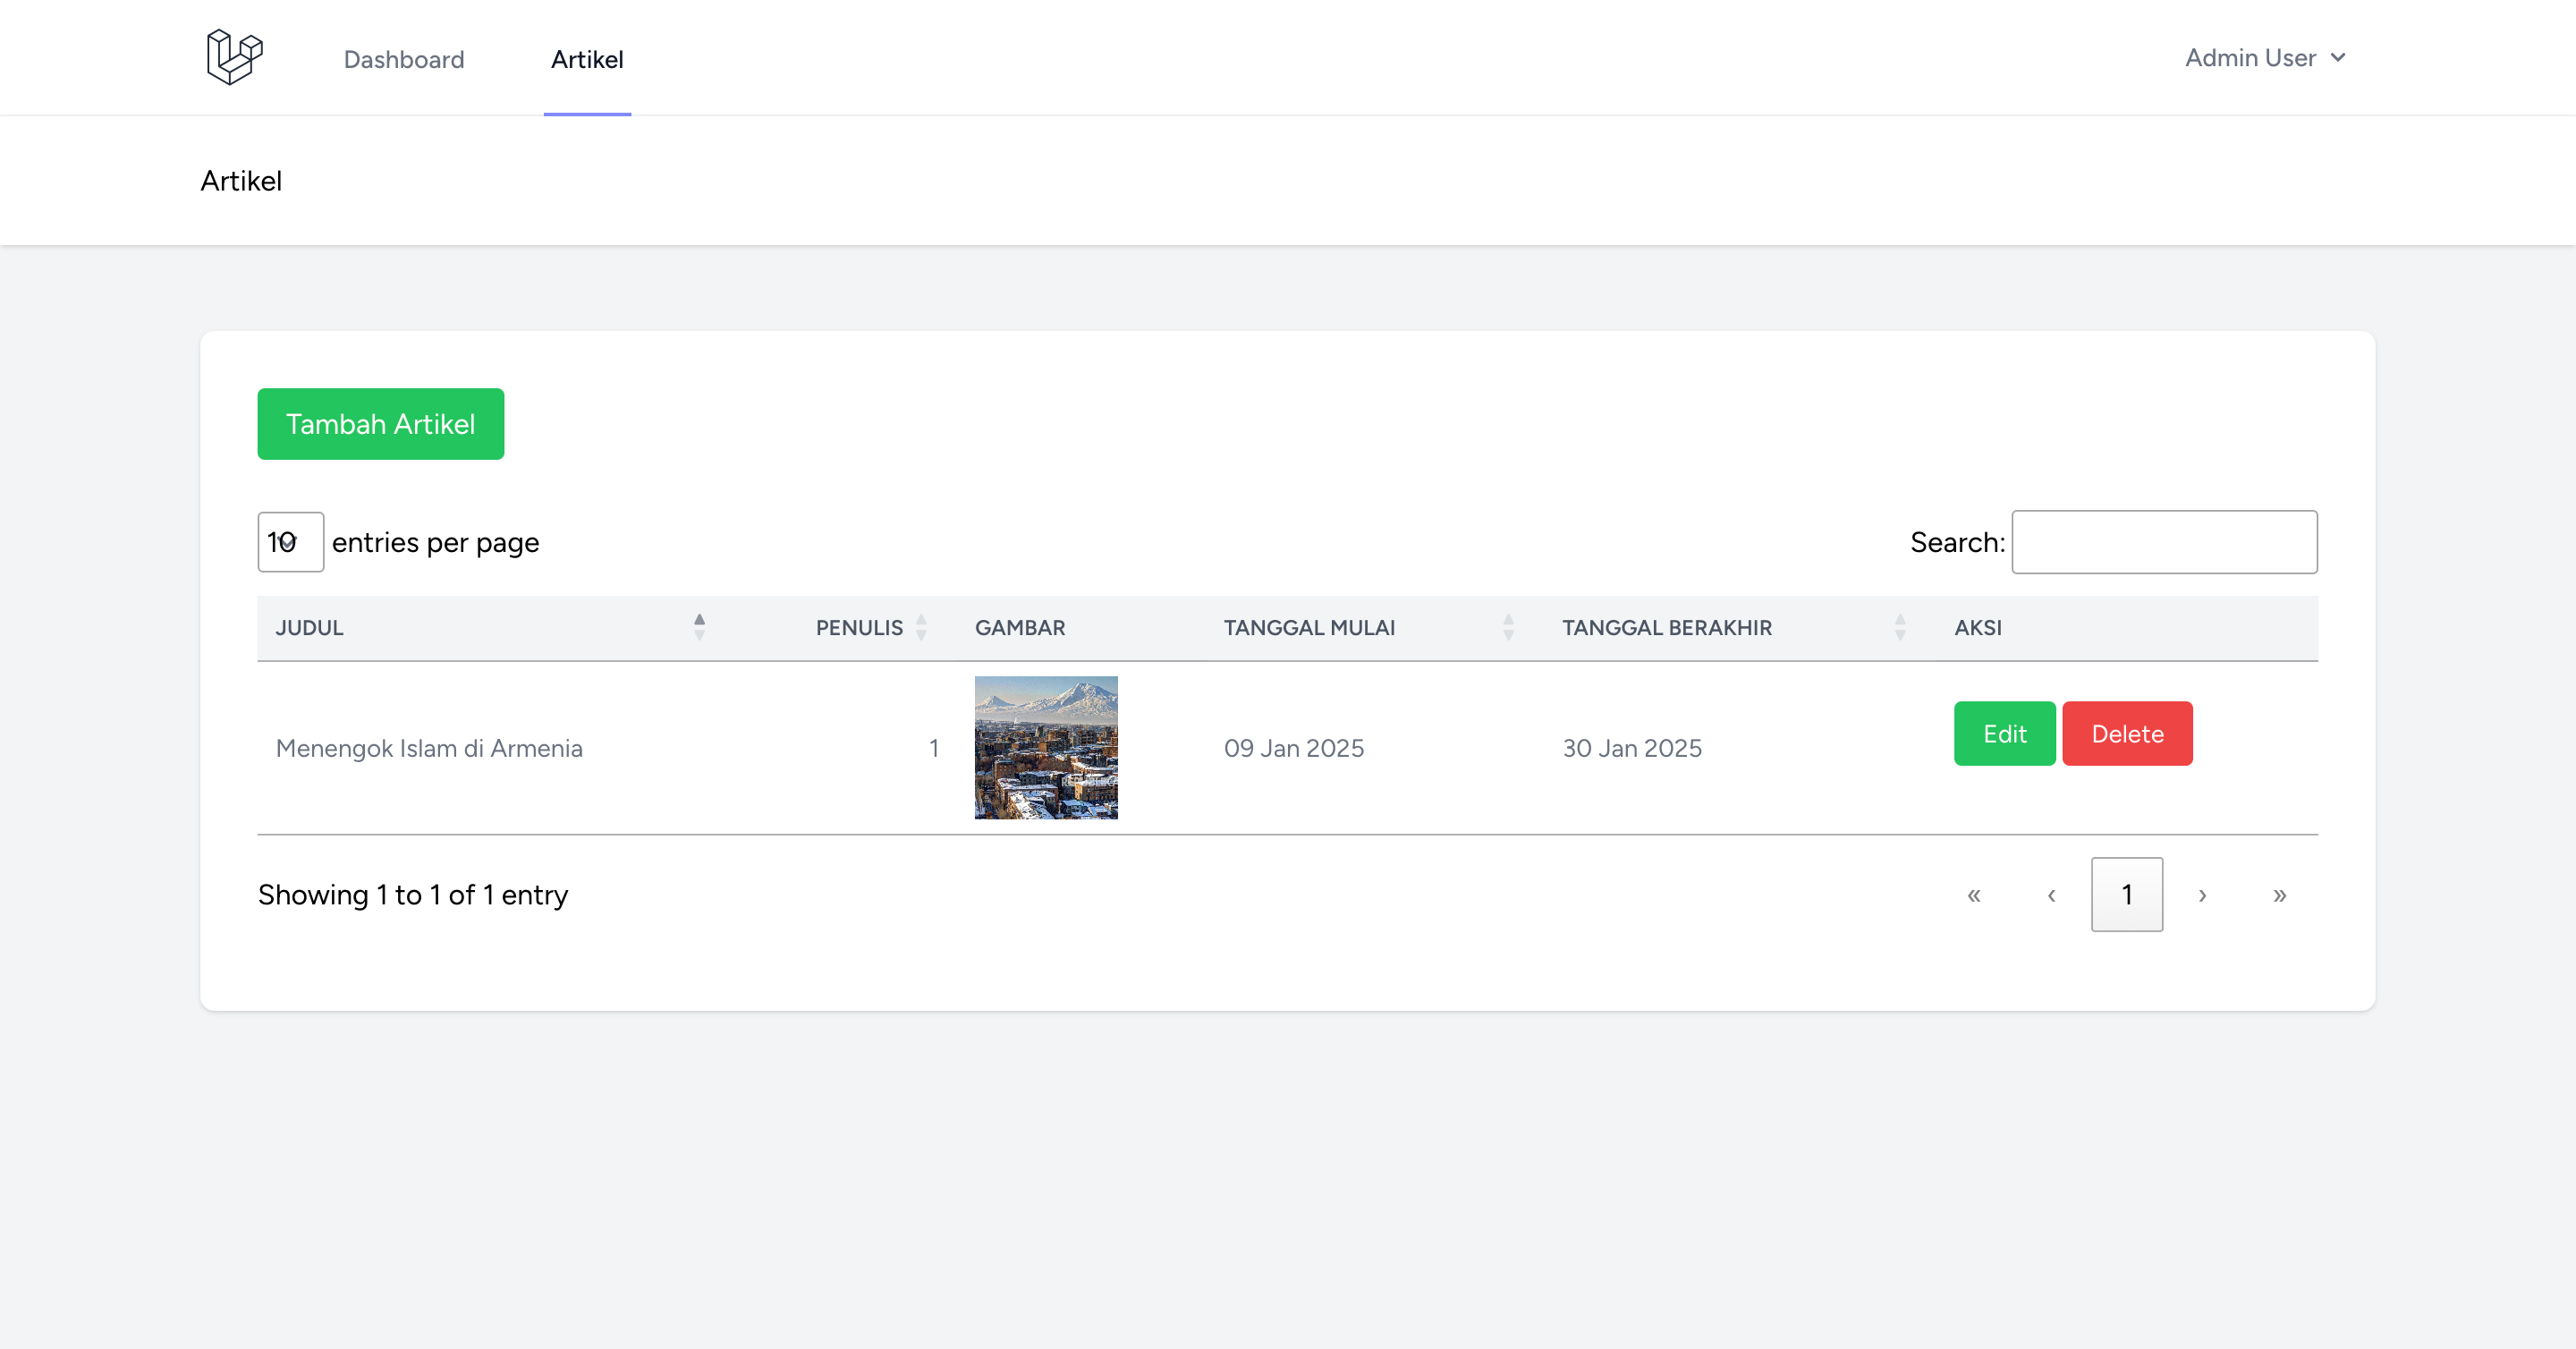 Dashboard Artikel Admin User
Artikel
Tambah Artikel
10 entries per page Search:
JUDUL PENULIS GAMBAR TANGGAL MULAI TANGGAL BERAKHIR AKSI
Menengok Islam di Armenia 1 09 Jan 2025 30 Jan 2025 Edit Delete
Showing 1 to 1 of 1 entry « ‹ 1 › »